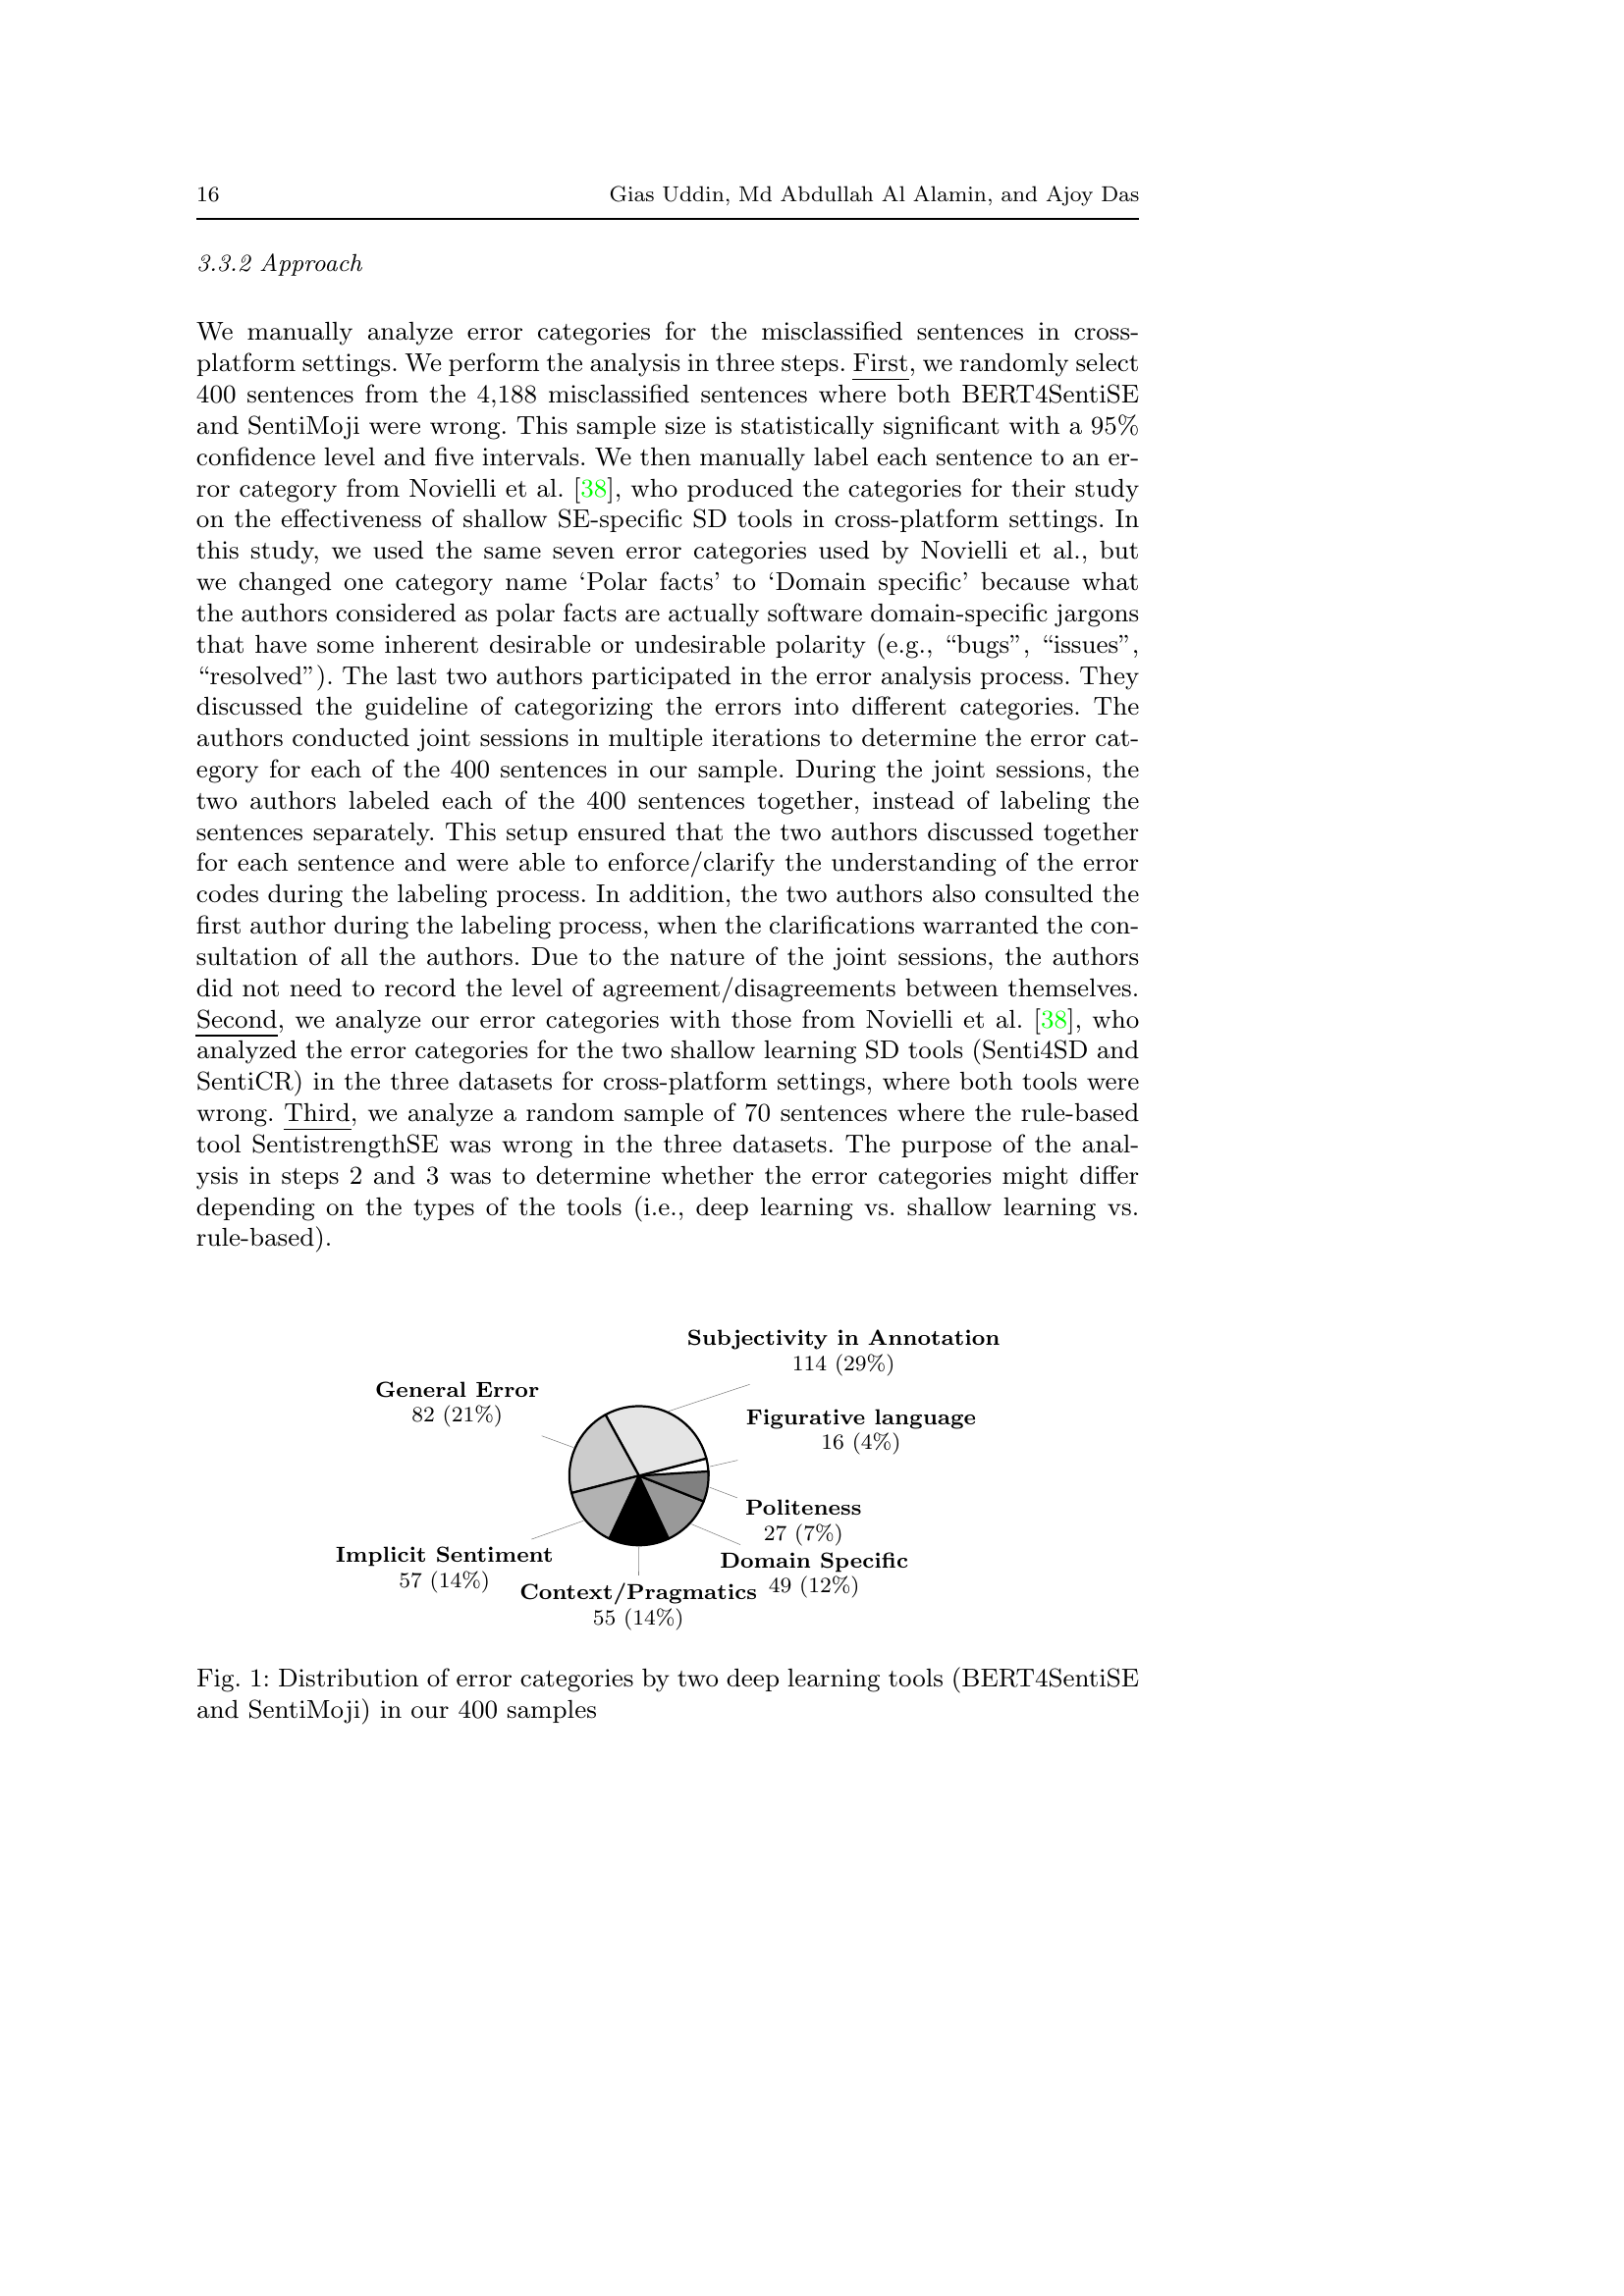 16 Gias Uddin, Md Abdullah Al Alamin, and Ajoy Das
3.3.2 Approach
We manually analyze error categories for the misclassified sentences in cross-
platform settings. We perform the analysis in three steps. First, we randomly select
400 sentences from the 4,188 misclassified sentences where both BERT4SentiSE
and SentiMoji were wrong. This sample size is statistically significant with a 95%
confidence level and five intervals. We then manually label each sentence to an er-
ror category from Novielli et al. [38], who produced the categories for their study
on the effectiveness of shallow SE-specific SD tools in cross-platform settings. In
this study, we used the same seven error categories used by Novielli et al., but
we changed one category name ‘Polar facts’ to ‘Domain specific’ because what
the authors considered as polar facts are actually software domain-specific jargons
that have some inherent desirable or undesirable polarity (e.g., “bugs”, “issues”,
“resolved”). The last two authors participated in the error analysis process. They
discussed the guideline of categorizing the errors into different categories. The
authors conducted joint sessions in multiple iterations to determine the error cat-
egory for each of the 400 sentences in our sample. During the joint sessions, the
two authors labeled each of the 400 sentences together, instead of labeling the
sentences separately. This setup ensured that the two authors discussed together
for each sentence and were able to enforce/clarify the understanding of the error
codes during the labeling process. In addition, the two authors also consulted the
first author during the labeling process, when the clarifications warranted the con-
sultation of all the authors. Due to the nature of the joint sessions, the authors
did not need to record the level of agreement/disagreements between themselves.
Second, we analyze our error categories with those from Novielli et al. [38], who
analyzed the error categories for the two shallow learning SD tools (Senti4SD and
SentiCR) in the three datasets for cross-platform settings, where both tools were
wrong. Third, we analyze a random sample of 70 sentences where the rule-based
tool SentistrengthSE was wrong in the three datasets. The purpose of the anal-
ysis in steps 2 and 3 was to determine whether the error categories might differ
depending on the types of the tools (i.e., deep learning vs. shallow learning vs.
rule-based).
Subjectivity in Annotation
114 (29%)
General Error
82 (21%)
Figurative language
16 (4%)
Politeness
27 (7%)
Implicit Sentiment
57 (14%)
Domain Specific
49 (12%)
Context/Pragmatics
55 (14%)
Fig. 1: Distribution of error categories by two deep learning tools (BERT4SentiSE
and SentiMoji) in our 400 samples